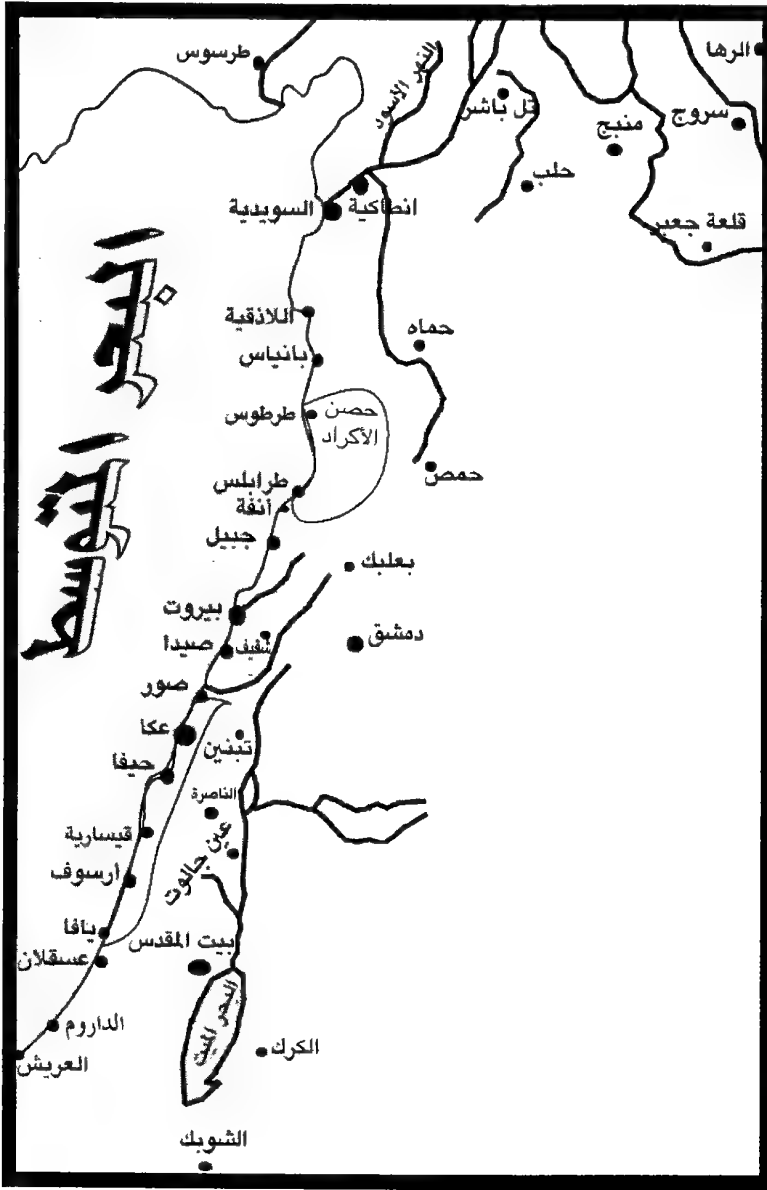 طرسوس
النهر الأسود
الرها
تل باشر
سروج
منبج
حلب
انطاكية
السويدية
قلعة جعبر
البحر المتوسط
اللاذقية
حماه
بانياس
حصن
الأكراد
طرطوس
حمص
طرابلس
أنفة
جبيل
بعلبك
بيروت
دمشق
صيدا
شقيف
صور
عكا
تبنين
حيفا
الناصرة
قيسارية
عين جالوت
ارسوف
يافا
بيت المقدس
عسقلان
البحر الميت
الداروم
الكرك
العريش
الشوبك